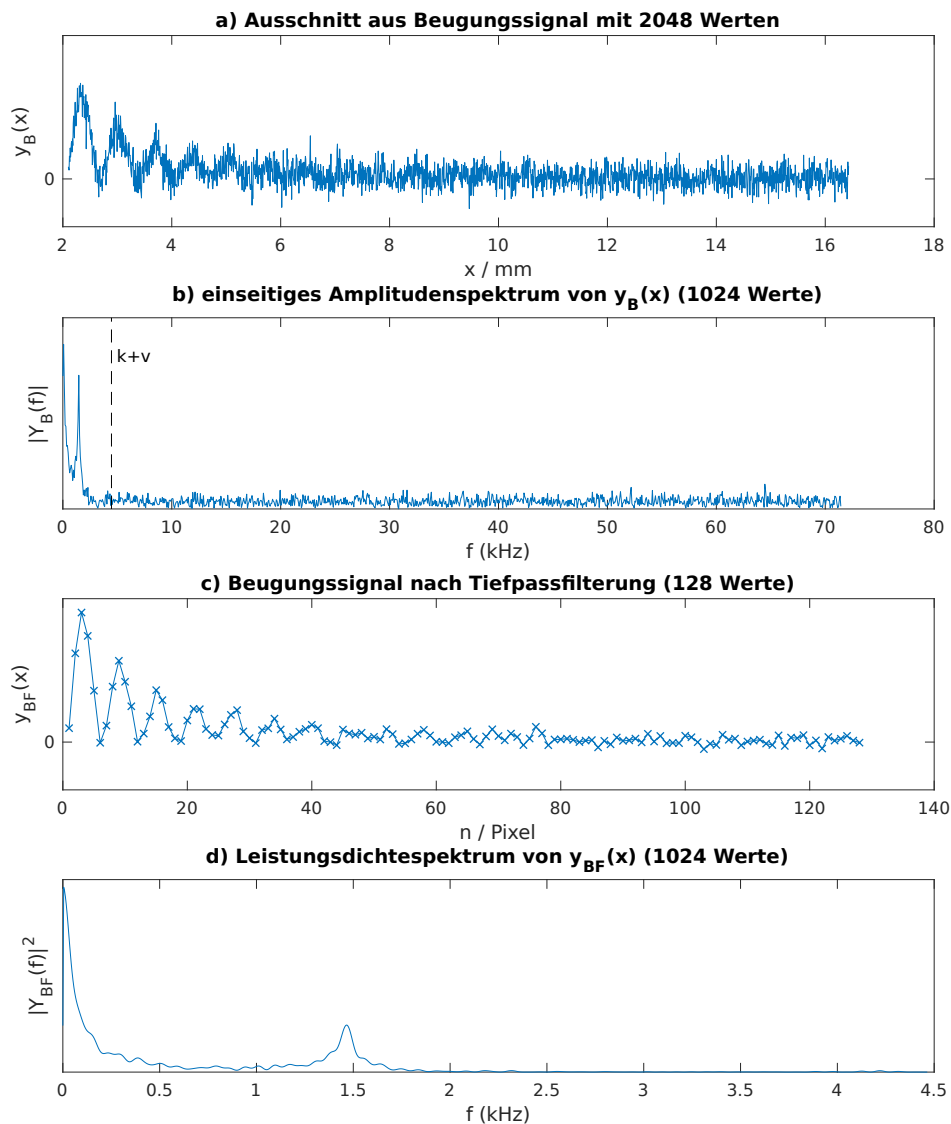 a) Ausschnitt aus Beugungssignal mit 2048 Werten
y_B(x)
0
2 4 6 8 10 12 14 16 18
x / mm
b) einseitiges Amplitudenspektrum von y_B(x) (1024 Werte)
|Y_B(f)|
k+v
0 10 20 30 40 50 60 70 80
f (kHz)
c) Beugungssignal nach Tiefpassfilterung (128 Werte)
y_BF(x)
0
0 20 40 60 80 100 120 140
n / Pixel
d) Leistungsdichtespektrum von y_BF(x) (1024 Werte)
|Y_BF(f)|^2
0 0.5 1 1.5 2 2.5 3 3.5 4 4.5
f (kHz)